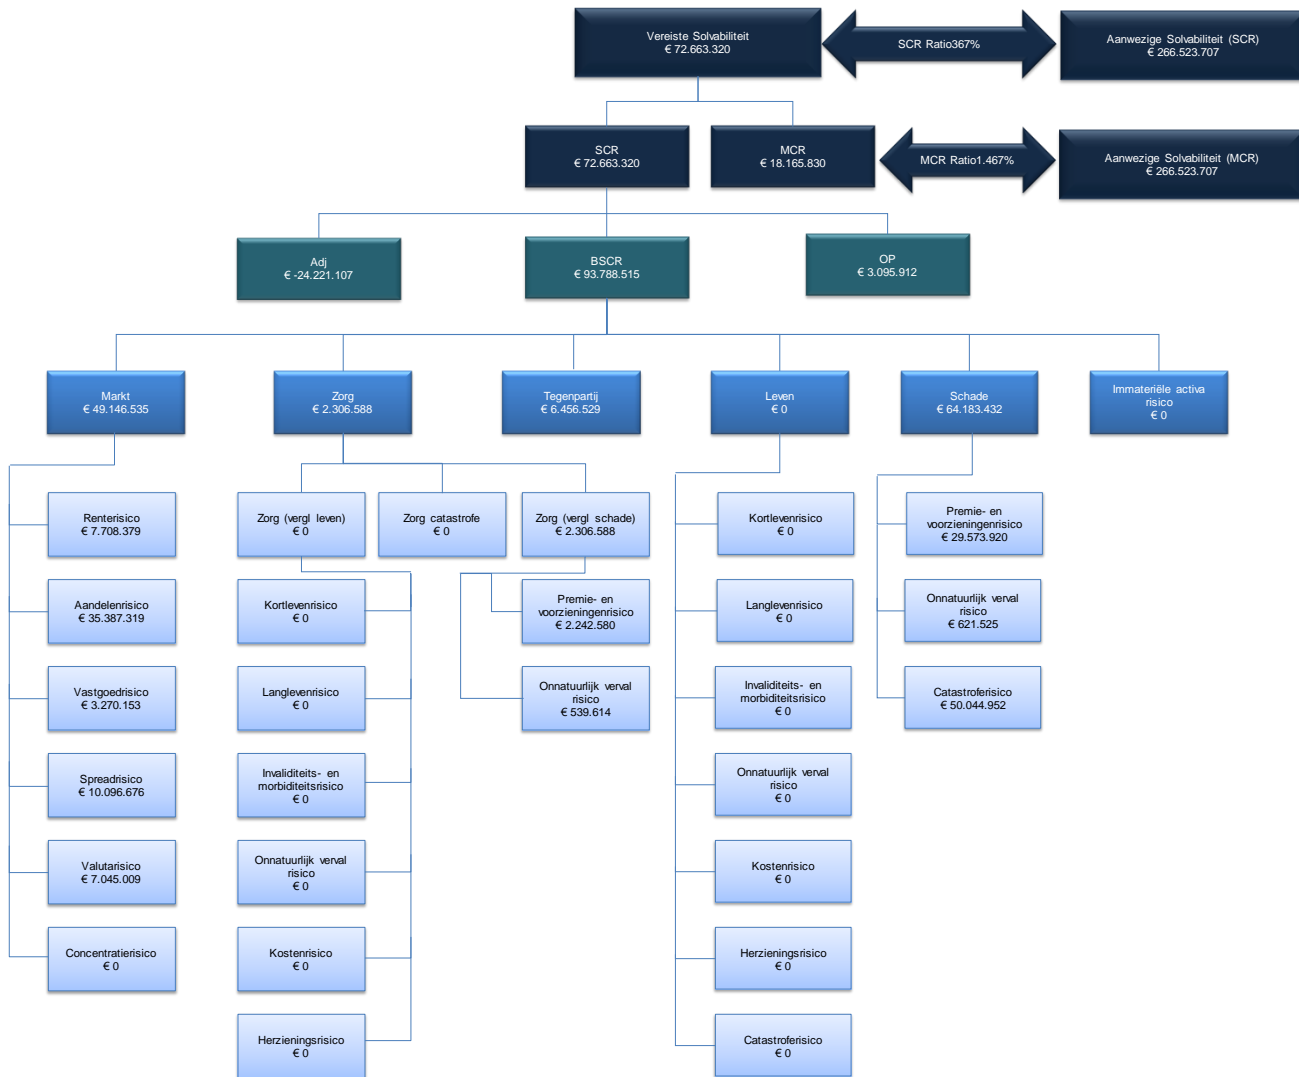 Vereiste Solvabiliteit
€ 72.663.320
SCR Ratio367%
Aanwezige Solvabiliteit (SCR)
€ 266.523.707
SCR
€ 72.663.320
MCR
€ 18.165.830
MCR Ratio1.467%
Aanwezige Solvabiliteit (MCR)
€ 266.523.707
Adj
€ -24.221.107
BSCR
€ 93.788.515
OP
€ 3.095.912
Markt
€ 49.146.535
Zorg
€ 2.306.588
Tegenpartij
€ 6.456.529
Leven
€ 0
Schade
€ 64.183.432
Immateriële activa
risico
€ 0
Renterisico
€ 7.708.379
Aandelenrisico
€ 35.387.319
Vastgoedrisico
€ 3.270.153
Spreadrisico
€ 10.096.676
Valutarisico
€ 7.045.009
Concentratierisico
€ 0
Zorg (vergl leven)
€ 0
Zorg catastrofe
€ 0
Zorg (vergl schade)
€ 2.306.588
Kortlevenrisico
€ 0
Langlevenrisico
€ 0
Invaliditeits- en
morbiditeitsrisico
€ 0
Onnatuurlijk verval
risico
€ 0
Kostenrisico
€ 0
Herzieningsrisico
€ 0
Premie- en
voorzieningenrisico
€ 2.242.580
Onnatuurlijk verval
risico
€ 539.614
Kortlevenrisico
€ 0
Langlevenrisico
€ 0
Invaliditeits- en
morbiditeitsrisico
€ 0
Onnatuurlijk verval
risico
€ 0
Kostenrisico
€ 0
Herzieningsrisico
€ 0
Catastroferisico
€ 0
Premie- en
voorzieningenrisico
€ 29.573.920
Onnatuurlijk verval
risico
€ 621.525
Catastroferisico
€ 50.044.952